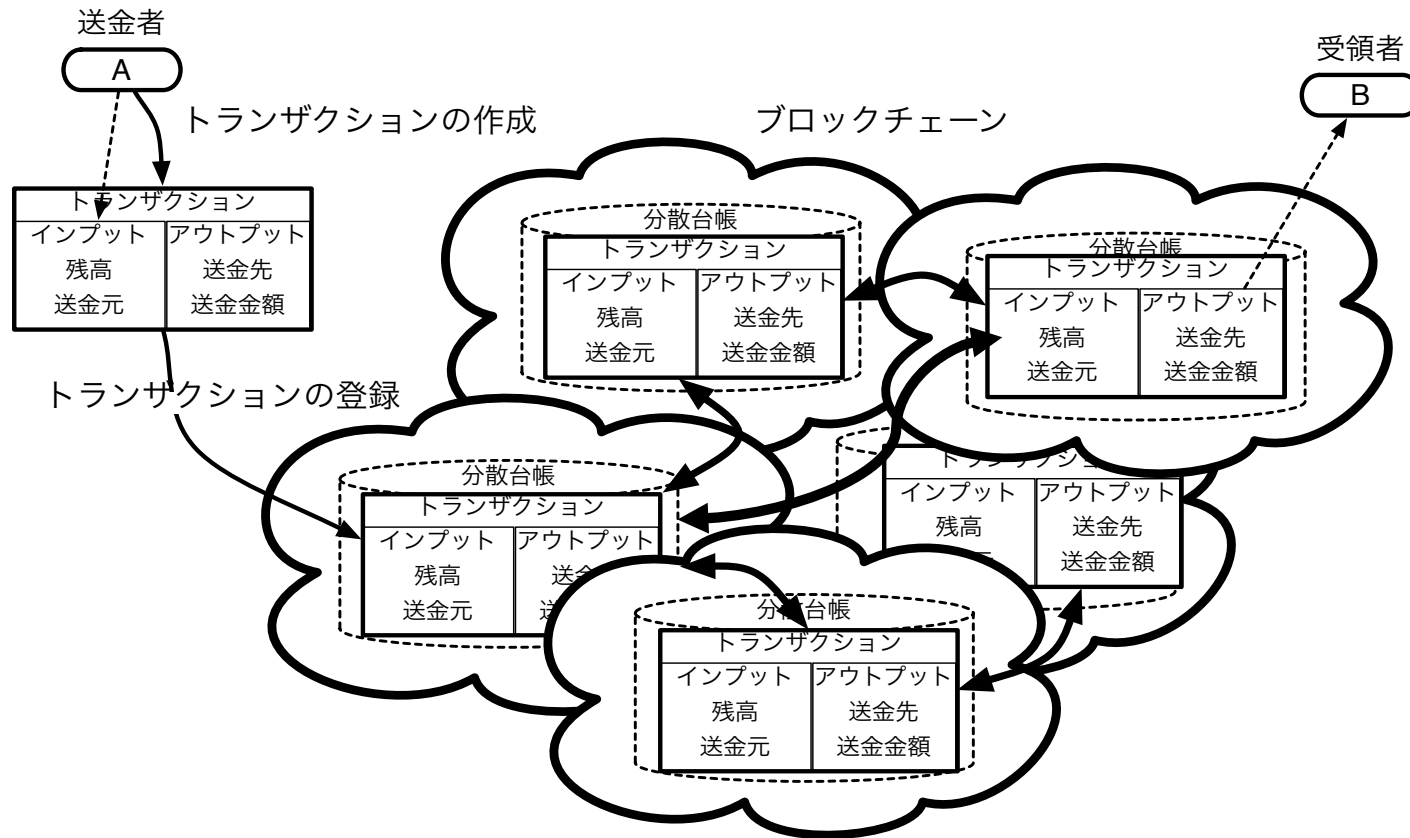 送金者
A
受領者
B
トランザクションの作成
ブロックチェーン
トランザクション
インプット
アウトプット
残高
送金先
送金元
送金金額
分散台帳
トランザクション
インプット
アウトプット
残高
送金先
送金元
送金金額
分散台帳
トランザクション
インプット
アウトプット
残高
送金先
送金元
送金金額
トランザクションの登録
分散台帳
トランザクション
インプット
アウトプット
残高
送金元
トランザクション
インプット
アウトプット
残高
送金先
送金金額
分散台帳
トランザクション
インプット
アウトプット
残高
送金先
送金元
送金金額